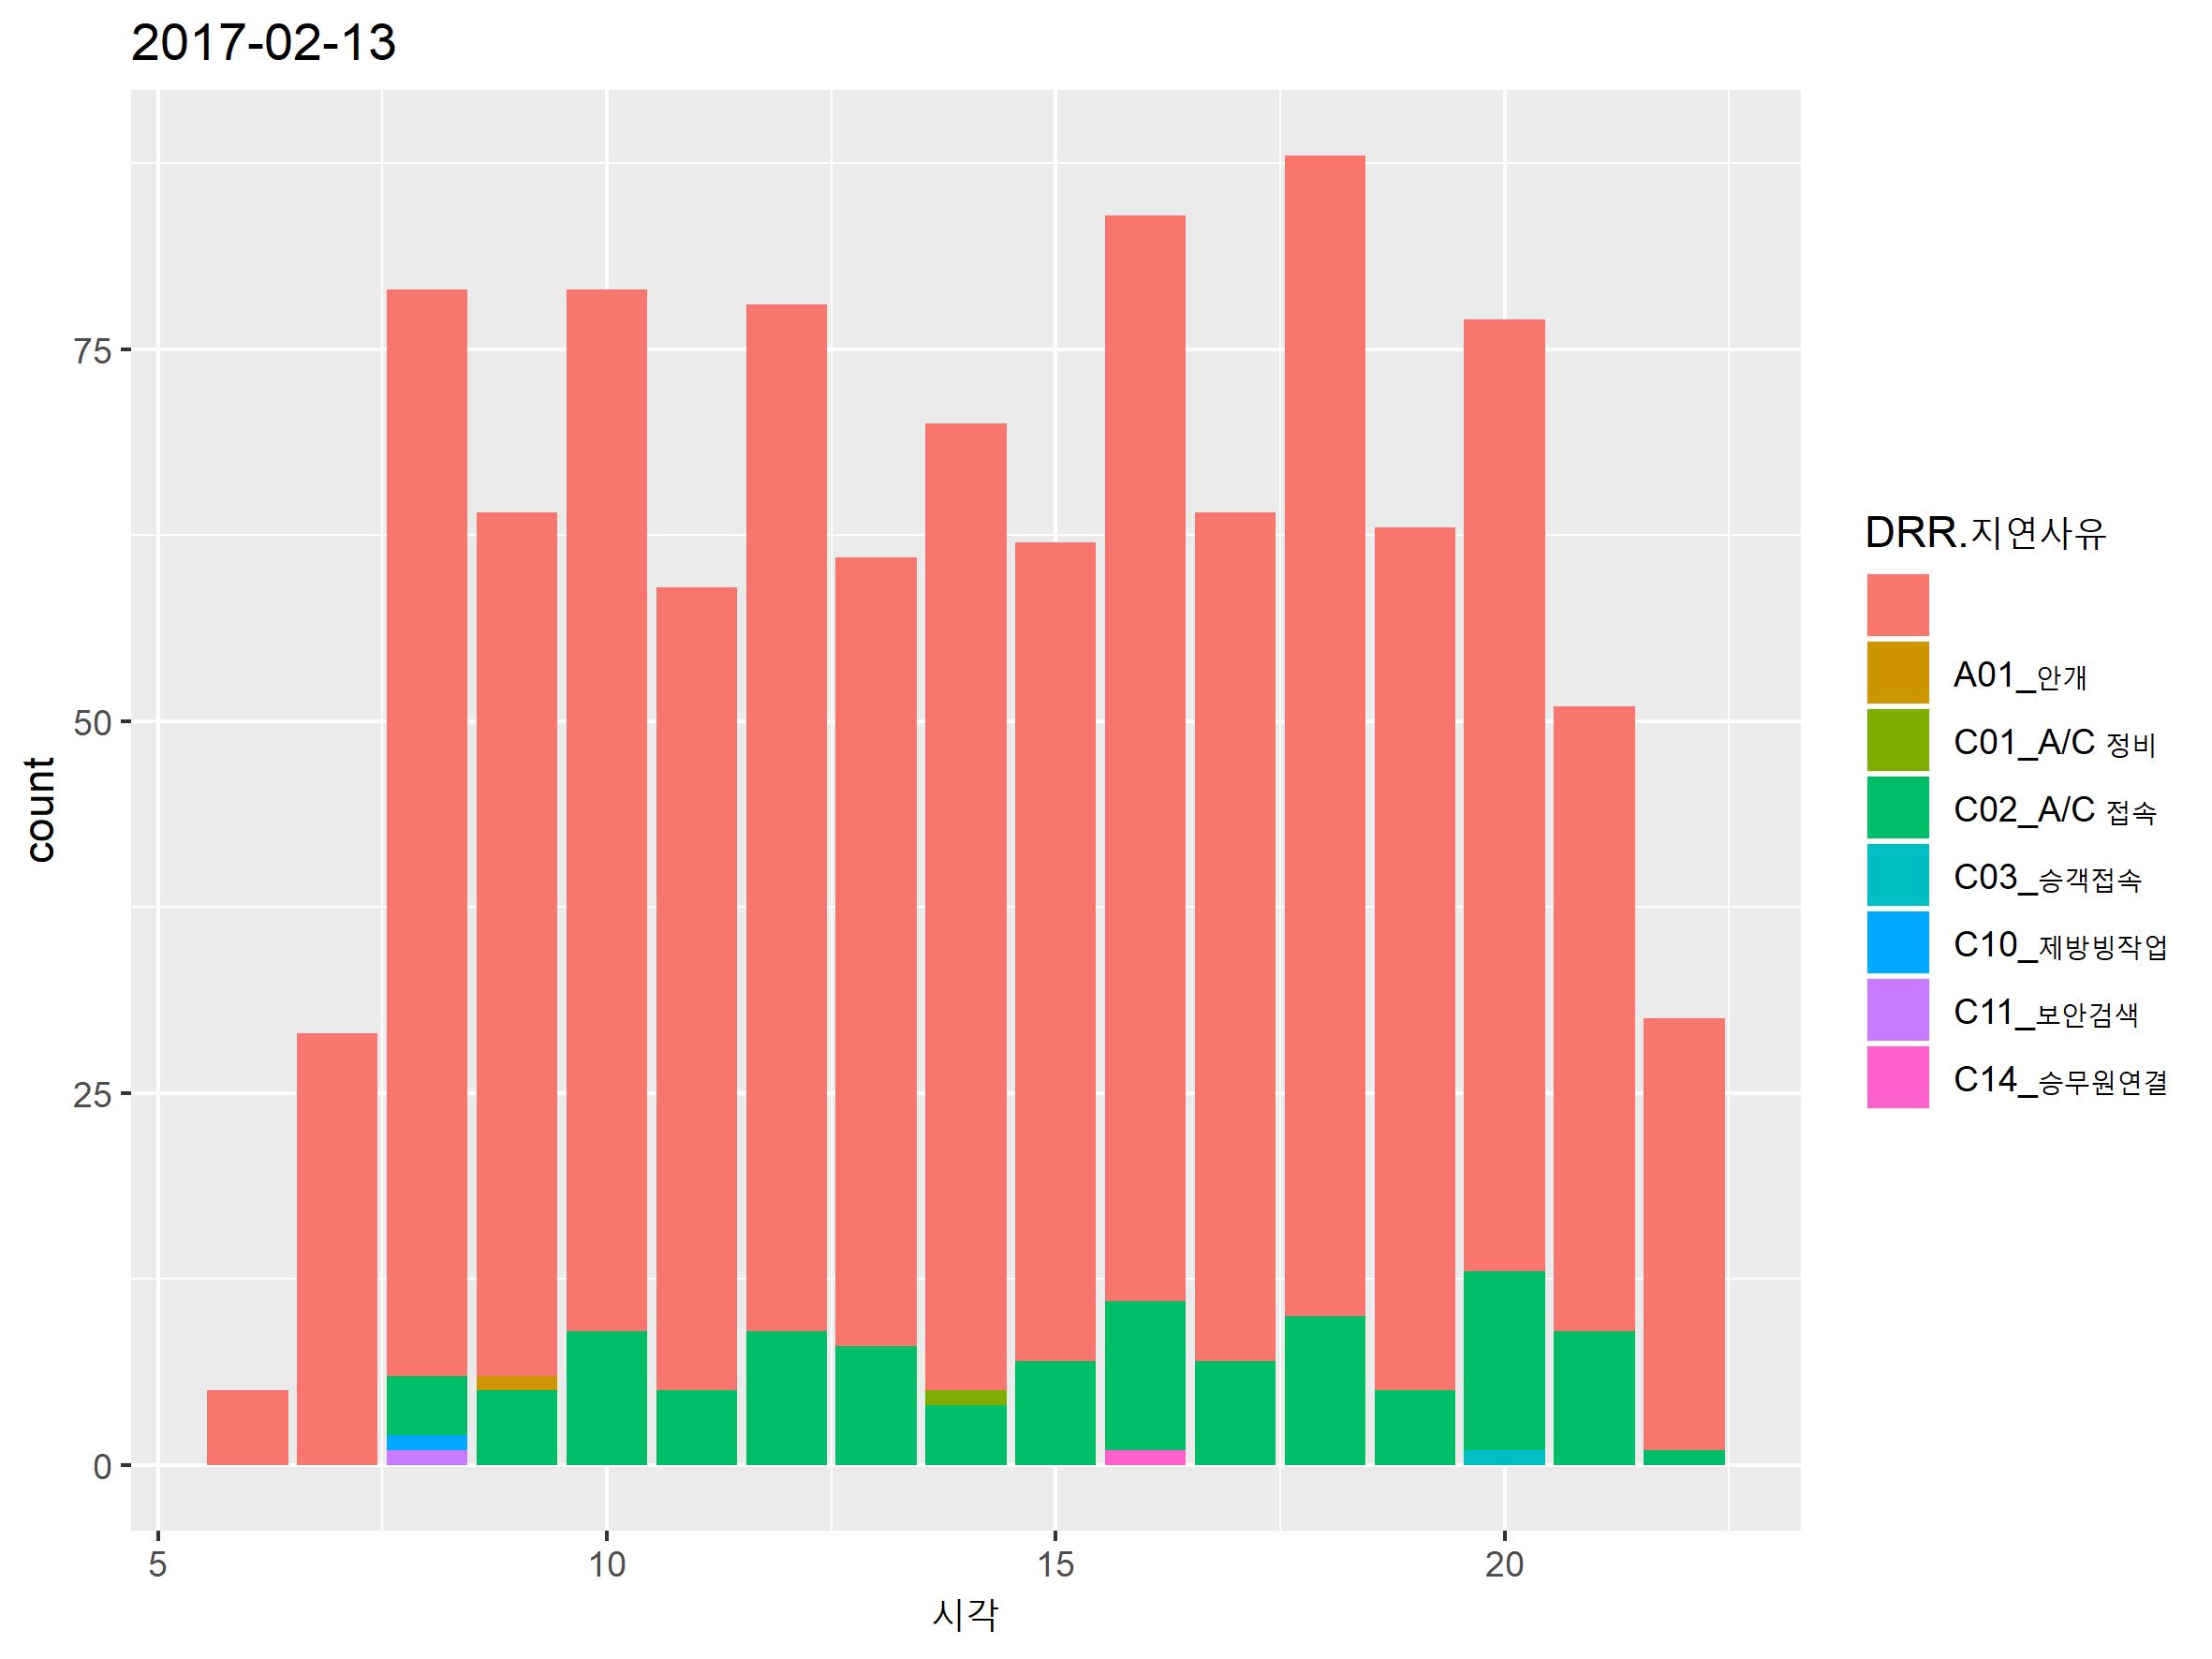 2017-02-13
75
50
25
0
count
5 10 15 20
시각
DRR.지연사유
A01_안개
C01_A/C 정비
C02_A/C 접속
C03_승객접속
C10_제방빙작업
C11_보안검색
C14_승무원연결